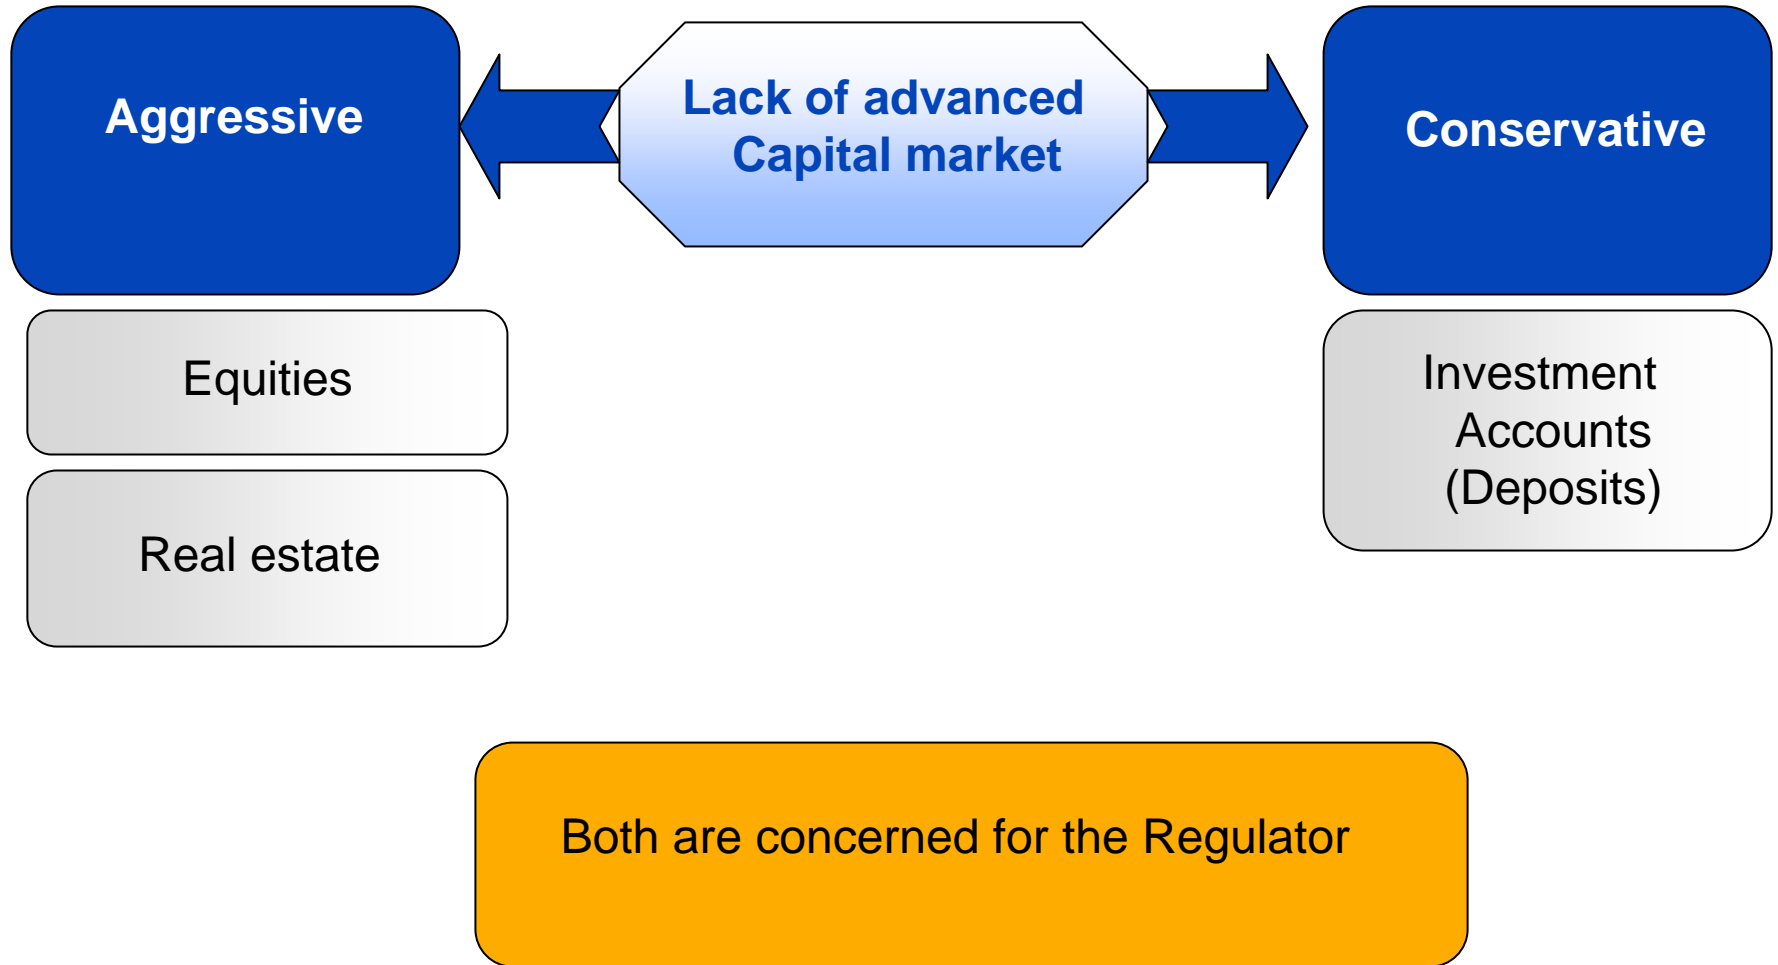 Aggressive
Lack of advanced
Capital market
Conservative
Equities
Real estate
Investment
Accounts
(Deposits)
Both are concerned for the Regulator